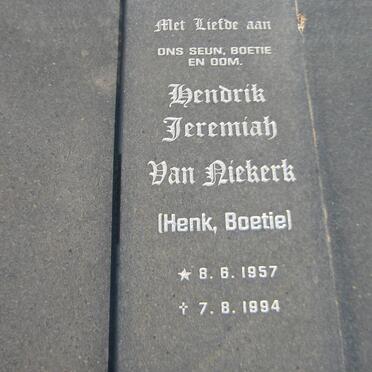 Met Liefde aan
ONS SEUN, BOETIE
EN OOM.
Hendrik
Jeremiah
Van Niekerk
(Henk, Boetie)
★ 8. 6. 1957
† 7. 8. 1994